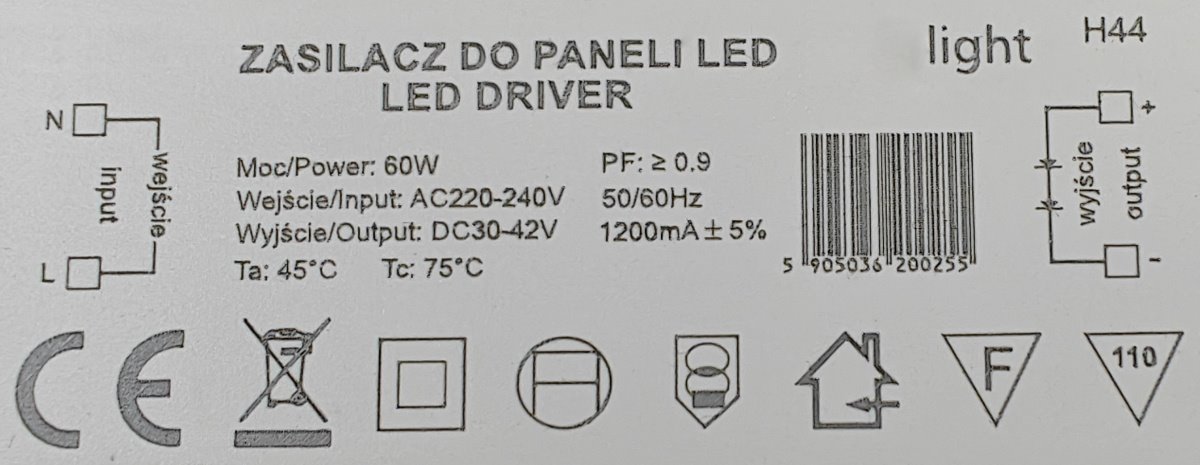 light H44
ZASILACZ DO PANELI LED
LED DRIVER
N
wejście
input
L
Moc/Power: 60W PF: ≥ 0.9
Wejście/Input: AC220-240V 50/60Hz
Wyjście/Output: DC30-42V 1200mA ± 5%
Ta: 45°C Tc: 75°C
5 905036 200255
+
wyjście
output
-
CE
F
110